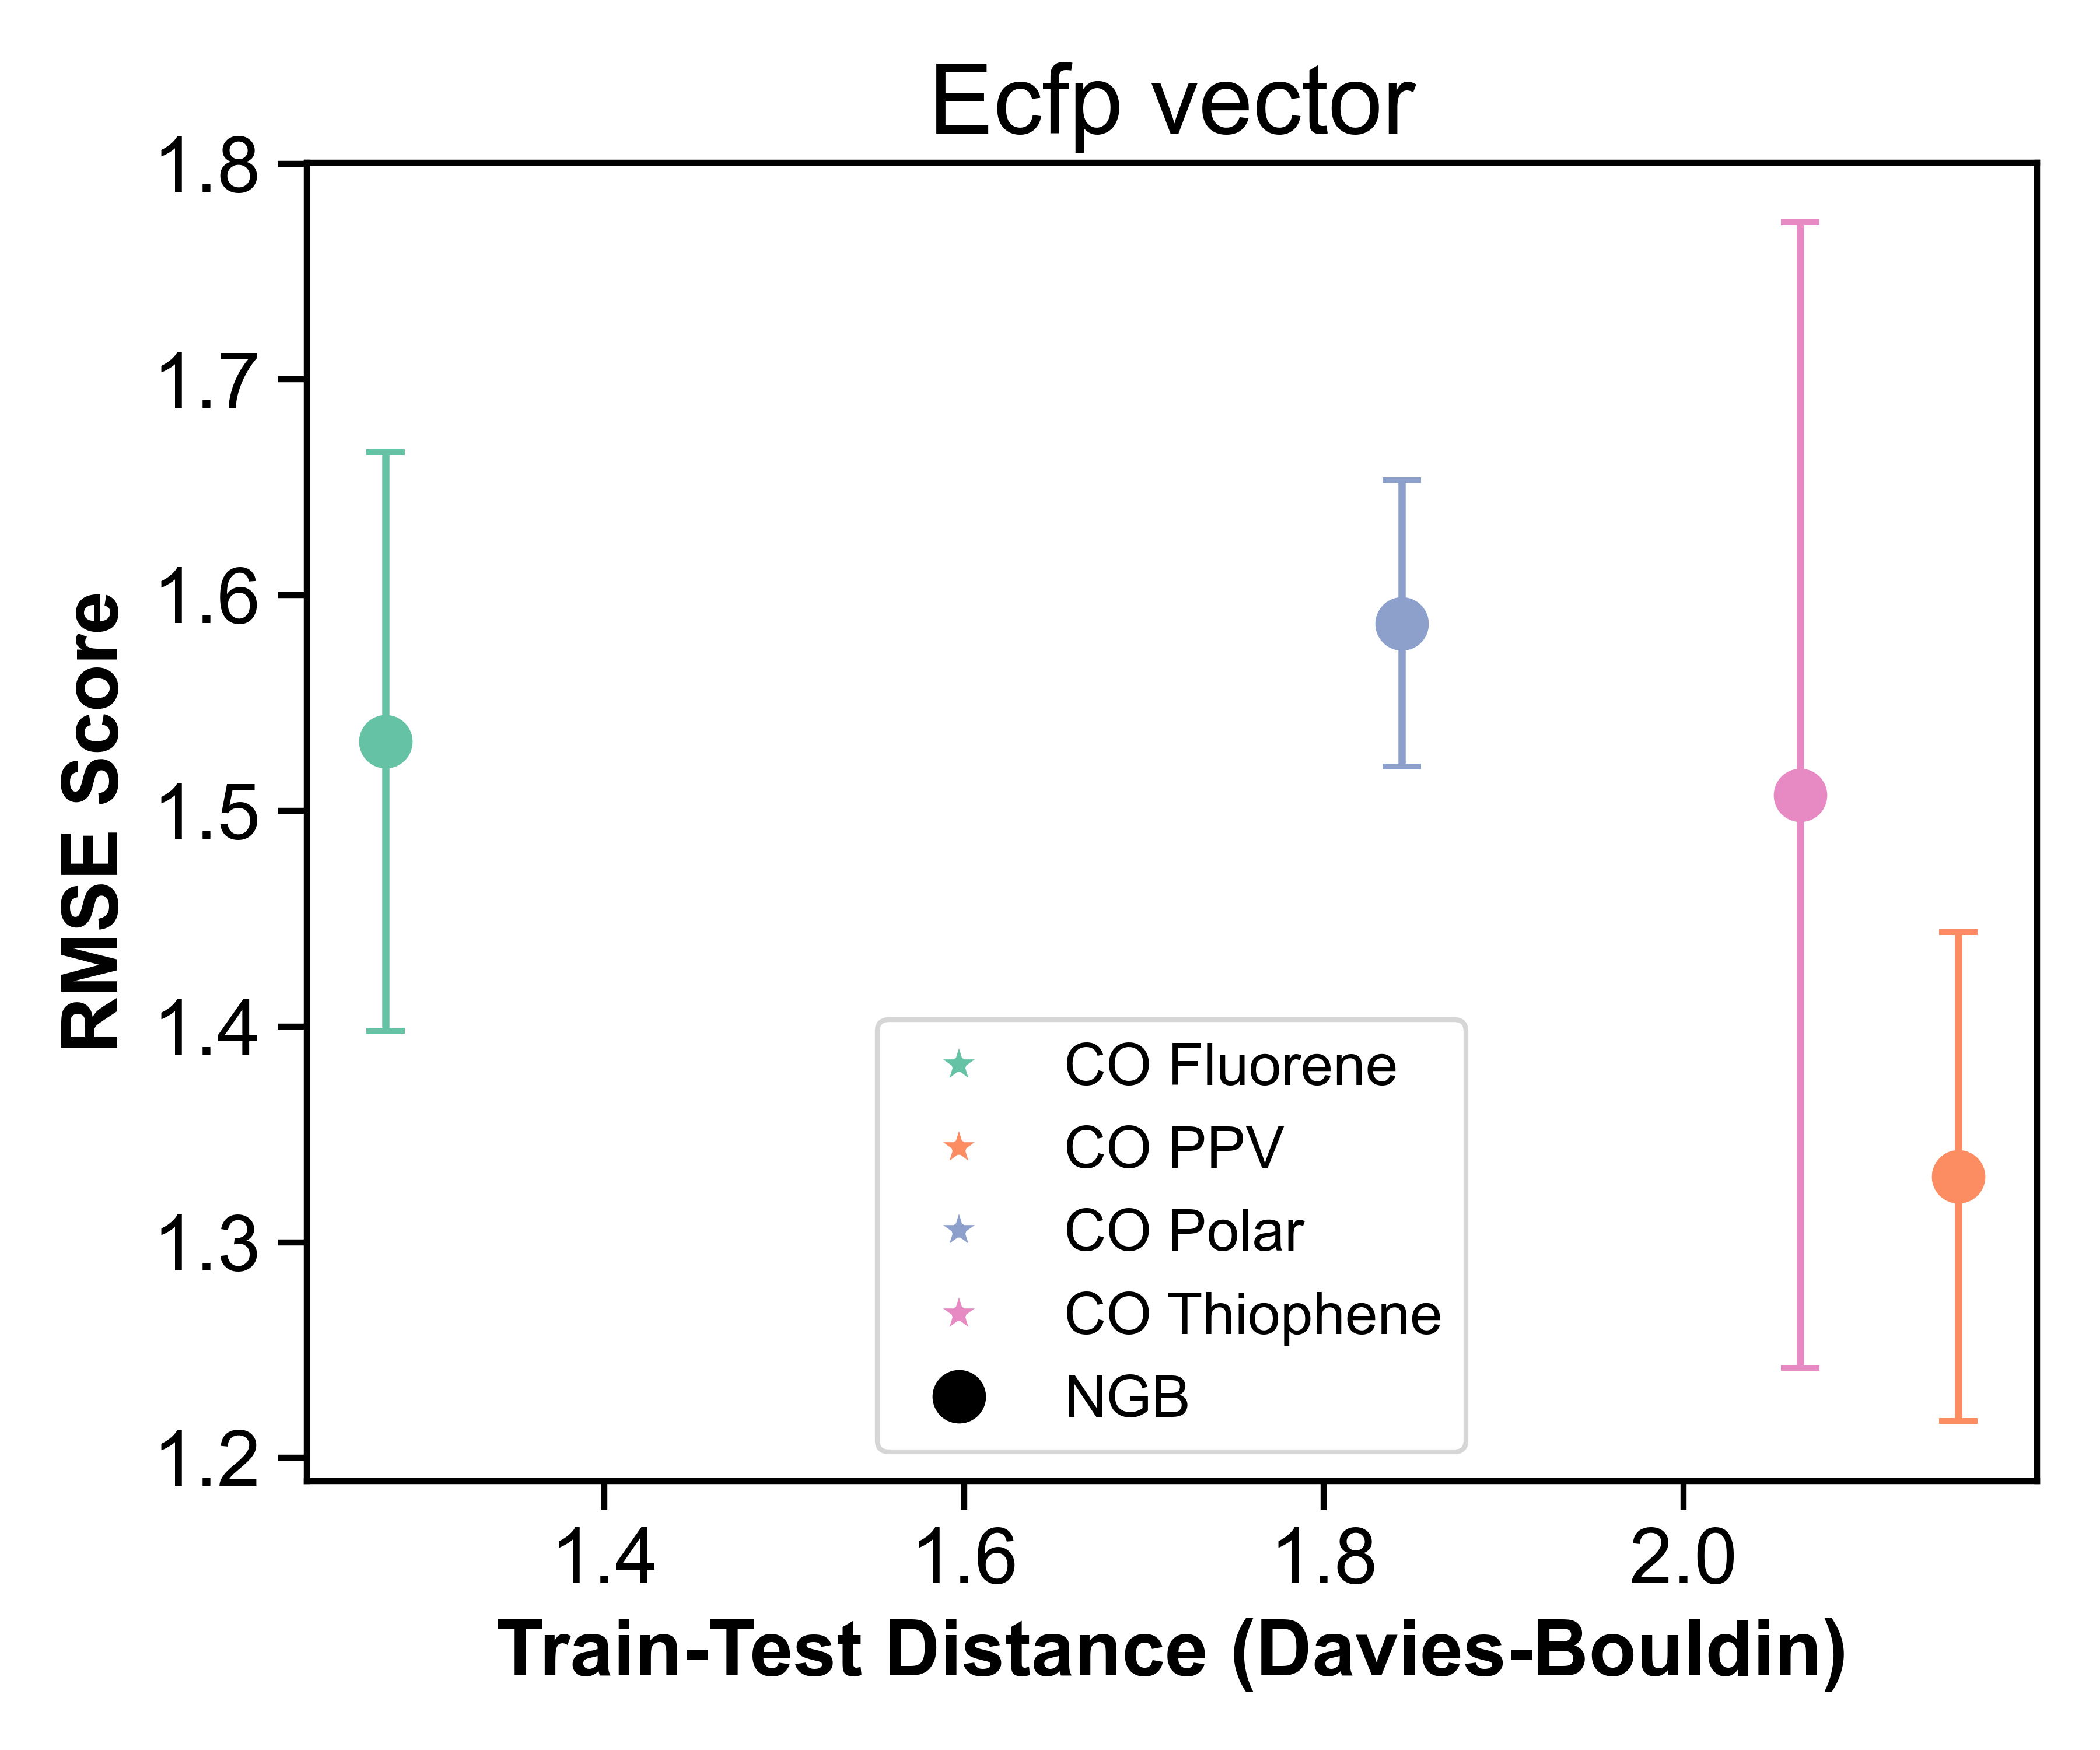 Ecfp vector
1.8
1.7
1.6
1.5
1.4
1.3
1.2
RMSE Score
CO Fluorene
CO PPV
CO Polar
CO Thiophene
NGB
1.4 1.6 1.8 2.0
Train-Test Distance (Davies-Bouldin)